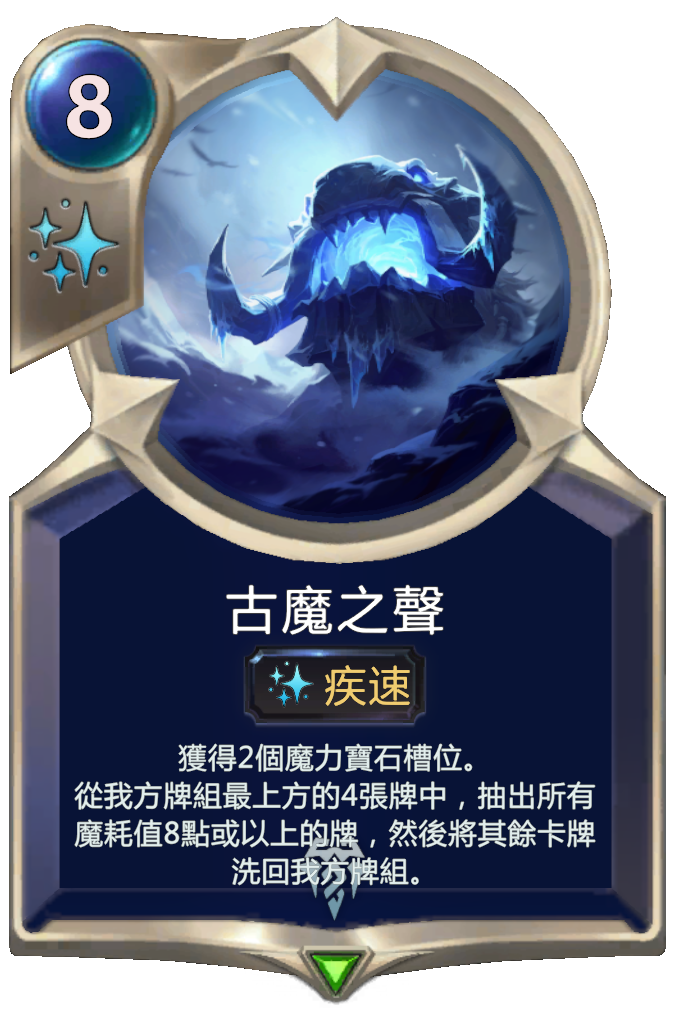 8
古魔之聲
疾速
獲得2個魔力寶石槽位。
從我方牌組最上方的4張牌中，抽出所有
魔耗值8點或以上的牌，然後將其餘卡牌
洗回我方牌組。